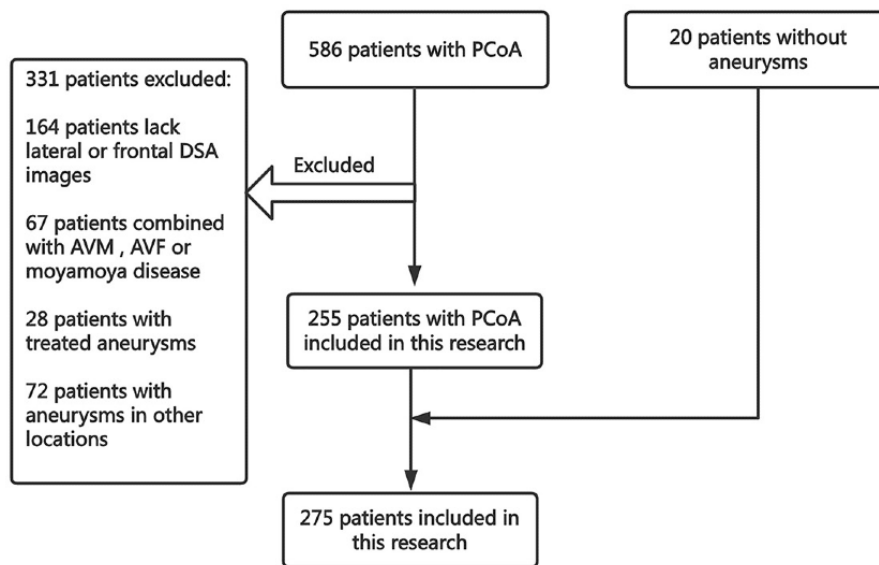 586 patients with PCoA
20 patients without
aneurysms
331 patients excluded:
164 patients lack
lateral or frontal DSA
images
67 patients combined
with AVM , AVF or
moyamoya disease
28 patients with
treated aneurysms
72 patients with
aneurysms in other
locations
Excluded
255 patients with PCoA
included in this research
275 patients included in
this research